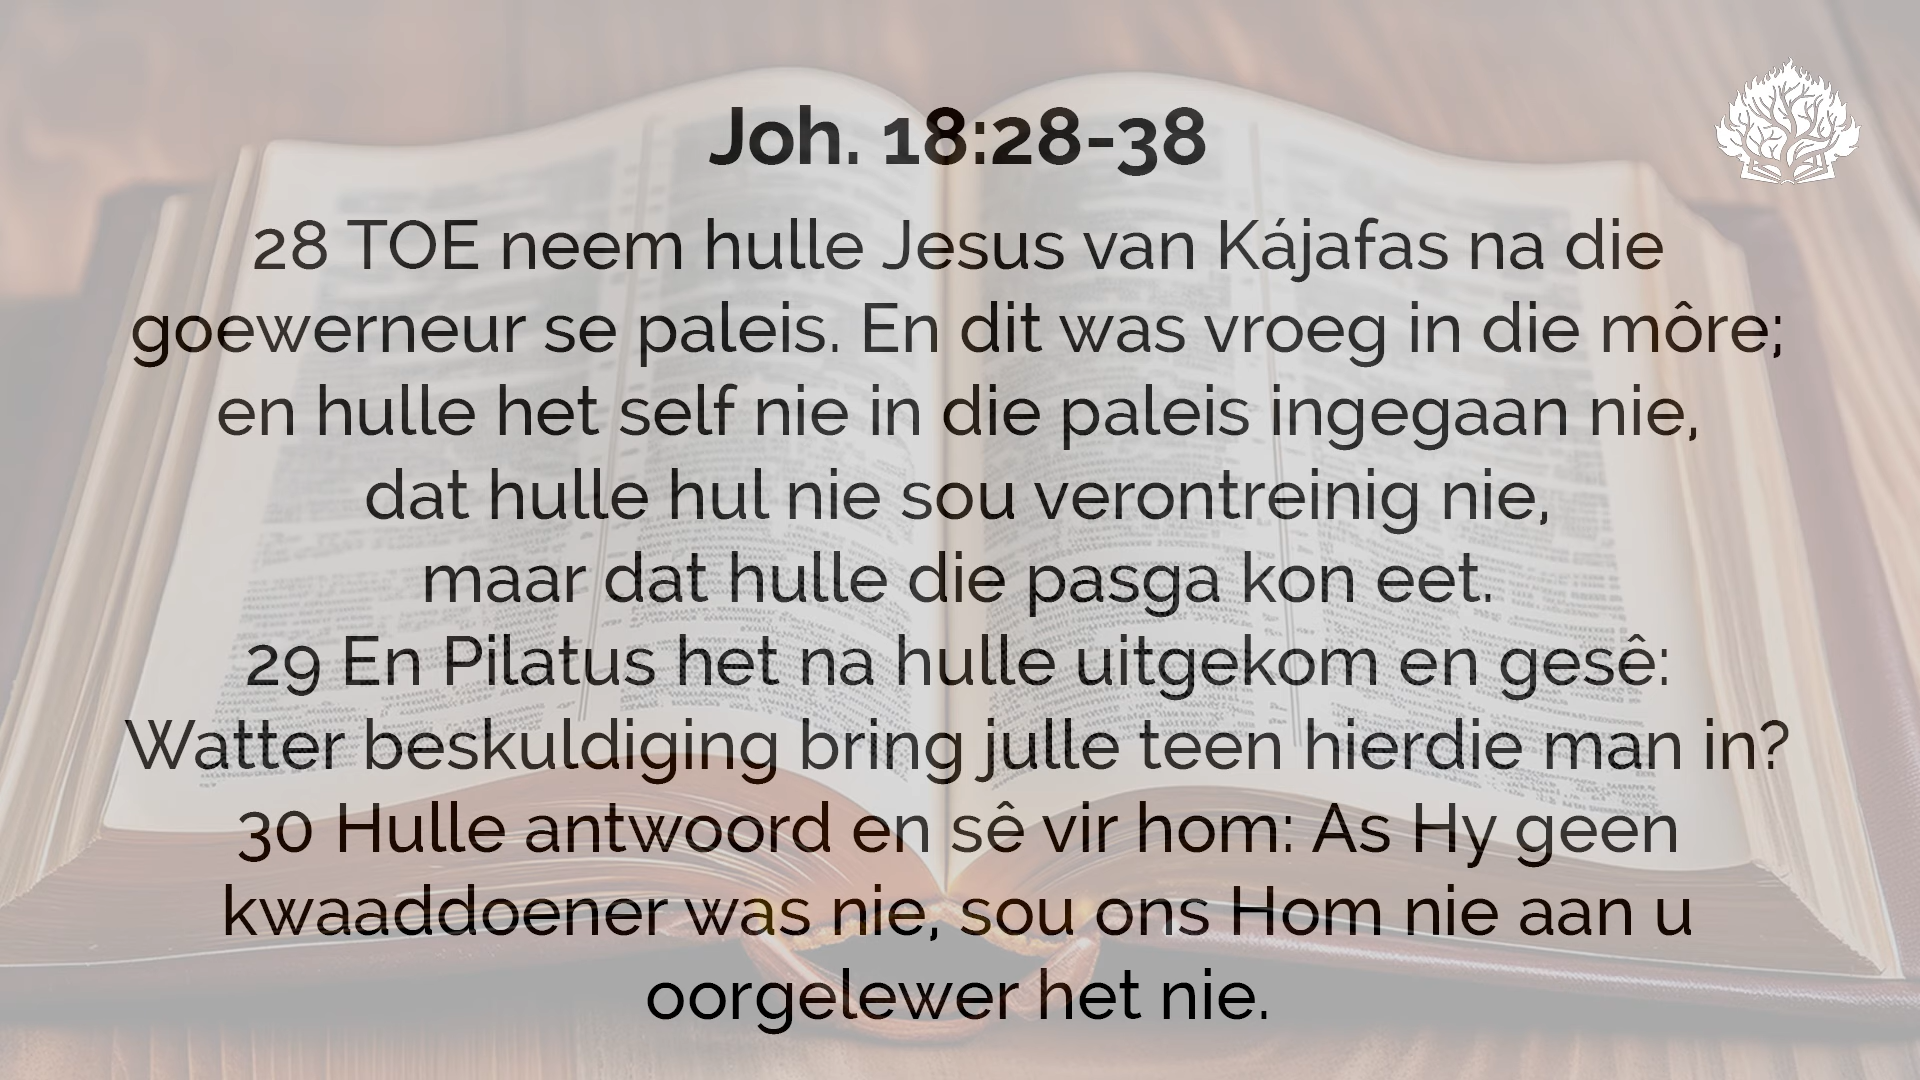 Joh. 18:28-38
28 TOE neem hulle Jesus van Kájafas na die
goewerneur se paleis. En dit was vroeg in die môre;
en hulle het self nie in die paleis ingegaan nie,
dat hulle hul nie sou verontreinig nie,
maar dat hulle die pasga kon eet.
29 En Pilatus het na hulle uitgekom en gesê:
Watter beskuldiging bring julle teen hierdie man in?
30 Hulle antwoord en sê vir hom: As Hy geen
kwaaddoener was nie, sou ons Hom nie aan u
oorgelewer het nie.